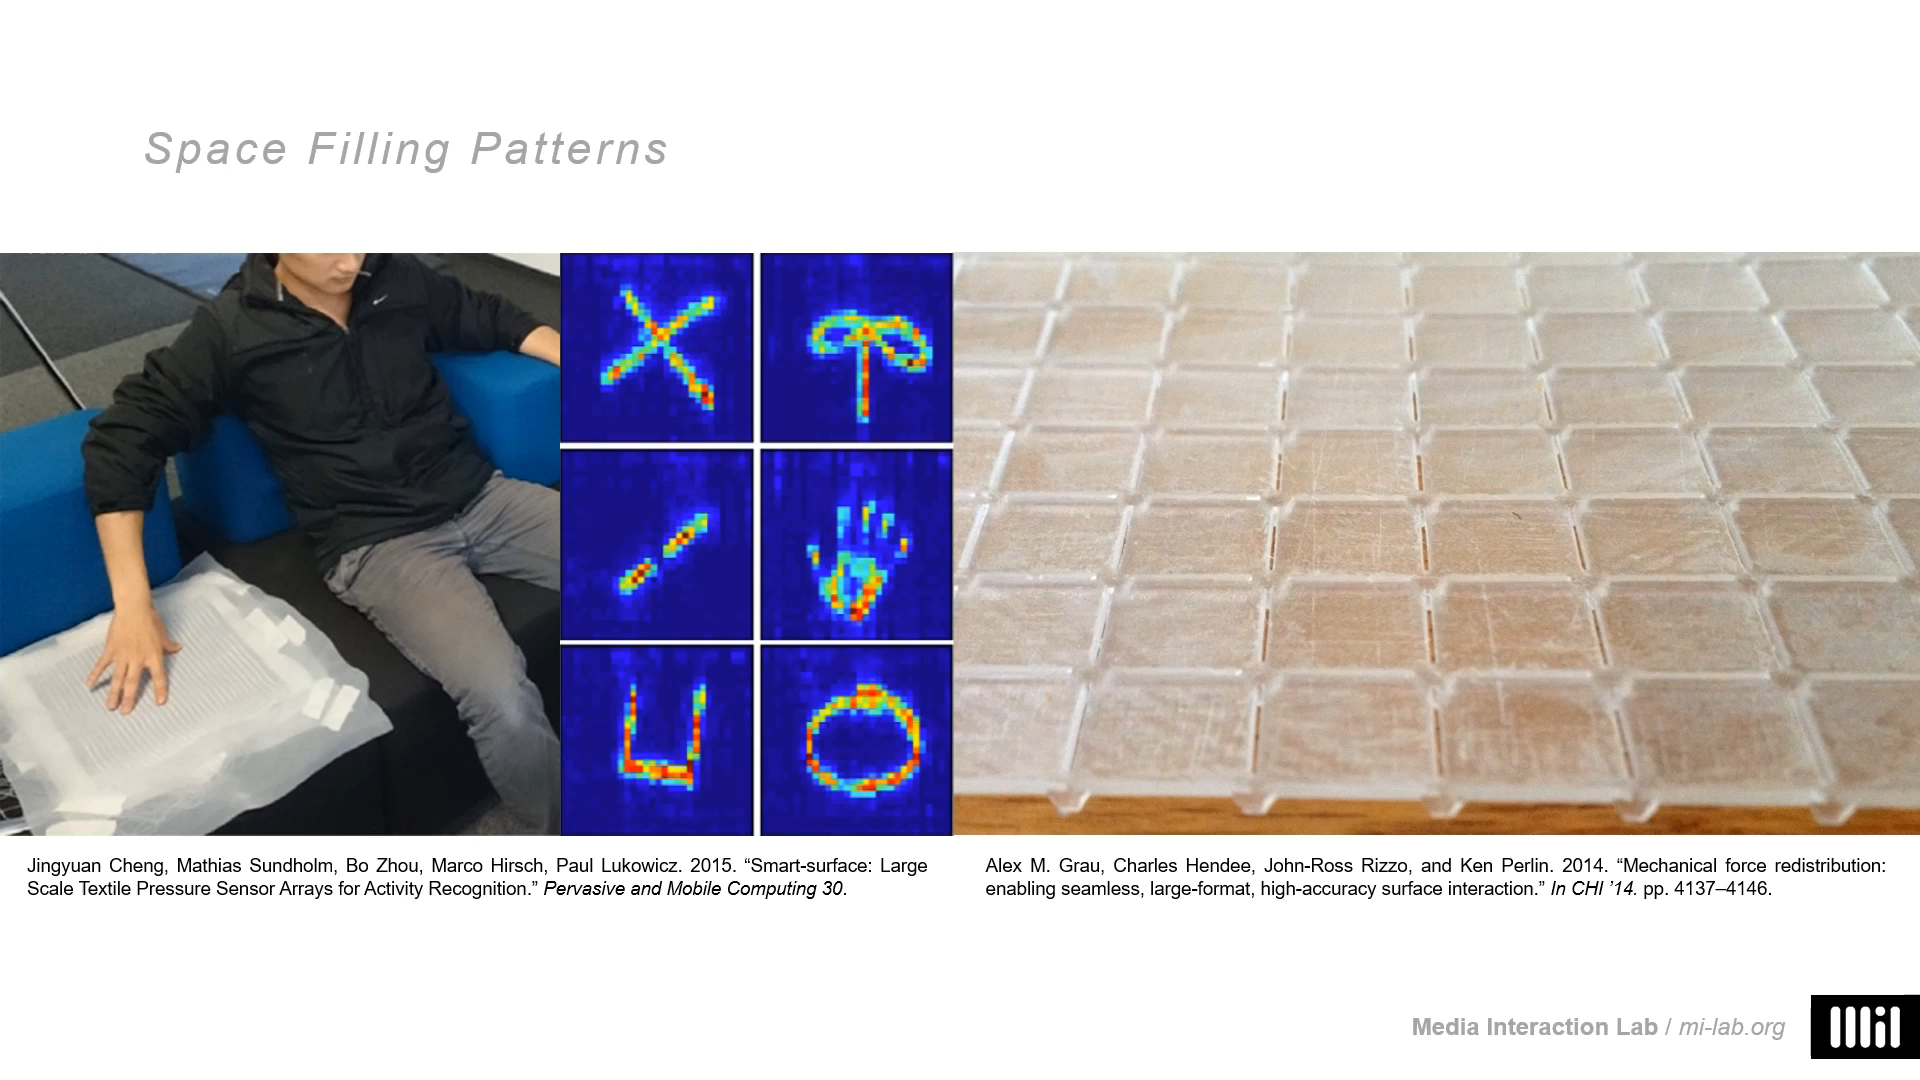 Space Filling Patterns
Jingyuan Cheng, Mathias Sundholm, Bo Zhou, Marco Hirsch, Paul Lukowicz. 2015. “Smart-surface: Large
Scale Textile Pressure Sensor Arrays for Activity Recognition.” Pervasive and Mobile Computing 30.
Alex M. Grau, Charles Hendee, John-Ross Rizzo, and Ken Perlin. 2014. “Mechanical force redistribution:
enabling seamless, large-format, high-accuracy surface interaction.” In CHI ’14. pp. 4137–4146.
Media Interaction Lab / mi-lab.org
mil